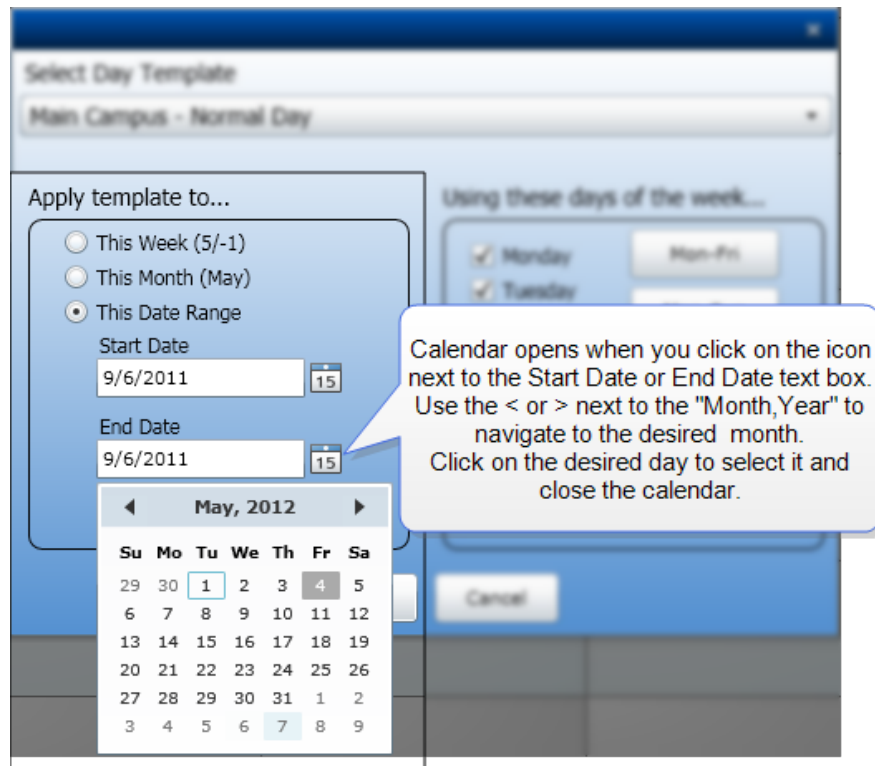 Select Day Template
Main Campus - Normal Day
Apply template to...
This Week (5/-1)
This Month (May)
This Date Range
Start Date
9/6/2011
15
End Date
9/6/2011
15
May, 2012
Su Mo Tu We Th Fr Sa
29 30 1 2 3 4 5
6 7 8 9 10 11 12
13 14 15 16 17 18 19
20 21 22 23 24 25 26
27 28 29 30 31 1 2
3 4 5 6 7 8 9
Using these days of the week...
Monday
Mon-Fri
Tuesday
Calendar opens when you click on the icon
next to the Start Date or End Date text box.
Use the < or > next to the "Month,Year" to
navigate to the desired month.
Click on the desired day to select it and
close the calendar.
Cancel